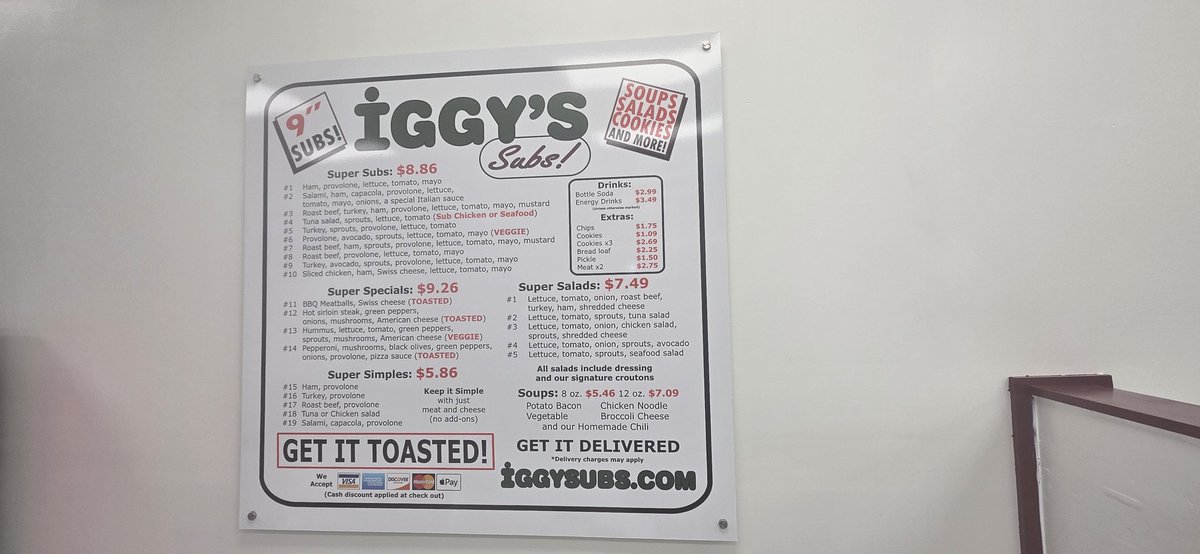 9" SUBS!
iGGY'S
Subs!
SOUPS
SALADS
COOKIES
AND MORE!
Super Subs: $8.86
#1 Ham, provolone, lettuce, tomato, mayo
#2 Salami, ham, capacola, provolone, lettuce,
tomato, mayo, onions, a special Italian sauce
#3 Roast beef, turkey, ham, provolone, lettuce, tomato, mayo, mustard
#4 Tuna salad, sprouts, lettuce, tomato (Sub Chicken or Seafood)
#5 Turkey, sprouts, provolone, lettuce, tomato
#6 Provolone, avocado, sprouts, lettuce, tomato, mayo (VEGGIE)
#7 Roast beef, ham, sprouts, provolone, lettuce, tomato, mayo, mustard
#8 Roast beef, provolone, lettuce, tomato, mayo
#9 Turkey, avocado, sprouts, provolone, lettuce, tomato, mayo
#10 Sliced chicken, ham, Swiss cheese, lettuce, tomato, mayo
Drinks:
Bottle Soda $2.99
Energy Drinks $3.49
(unless otherwise marked)
Extras:
Chips $1.75
Cookies $1.09
Cookies x3 $2.69
Bread loaf $2.25
Pickle $1.50
Meat x2 $2.75
Super Specials: $9.26
#11 BBQ Meatballs, Swiss cheese (TOASTED)
#12 Hot sirloin steak, green peppers,
onions, mushrooms, American cheese (TOASTED)
#13 Hummus, lettuce, tomato, green peppers,
sprouts, mushrooms, American cheese (VEGGIE)
#14 Pepperoni, mushrooms, black olives, green peppers,
onions, provolone, pizza sauce (TOASTED)
Super Simples: $5.86
#15 Ham, provolone
#16 Turkey, provolone
#17 Roast beef, provolone
#18 Tuna or Chicken salad
#19 Salami, capacola, provolone
Keep it Simple
with just
meat and cheese
(no add-ons)
Super Salads: $7.49
#1 Lettuce, tomato, onion, roast beef,
turkey, ham, shredded cheese
#2 Lettuce, tomato, sprouts, tuna salad
#3 Lettuce, tomato, onion, chicken salad,
sprouts, shredded cheese
#4 Lettuce, tomato, onion, sprouts, avocado
#5 Lettuce, tomato, sprouts, seafood salad
All salads include dressing
and our signature croutons
Soups: 8 oz. $5.46 12 oz. $7.09
Potato Bacon Chicken Noodle
Vegetable Broccoli Cheese
and our Homemade Chili
GET IT TOASTED!
We
Accept
VISA AMERICAN EXPRESS DISCOVER MasterCard Pay
(Cash discount applied at check out)
GET IT DELIVERED
*Delivery charges may apply
iGGYSUBS.COM